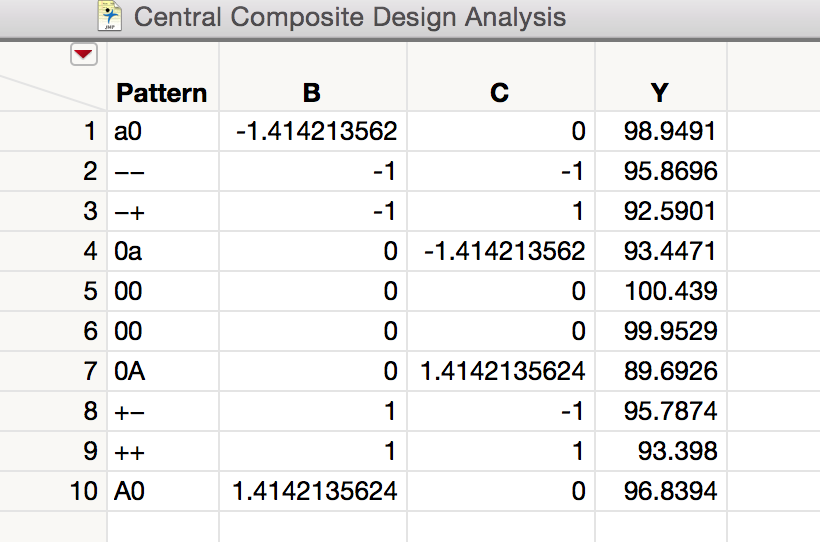 JMP
Central Composite Design Analysis
Pattern B C Y
1 a0 -1.414213562 0 98.9491
2 −− -1 -1 95.8696
3 −+ -1 1 92.5901
4 0a 0 -1.414213562 93.4471
5 00 0 0 100.439
6 00 0 0 99.9529
7 0A 0 1.4142135624 89.6926
8 +− 1 -1 95.7874
9 ++ 1 1 93.398
10 A0 1.4142135624 0 96.8394